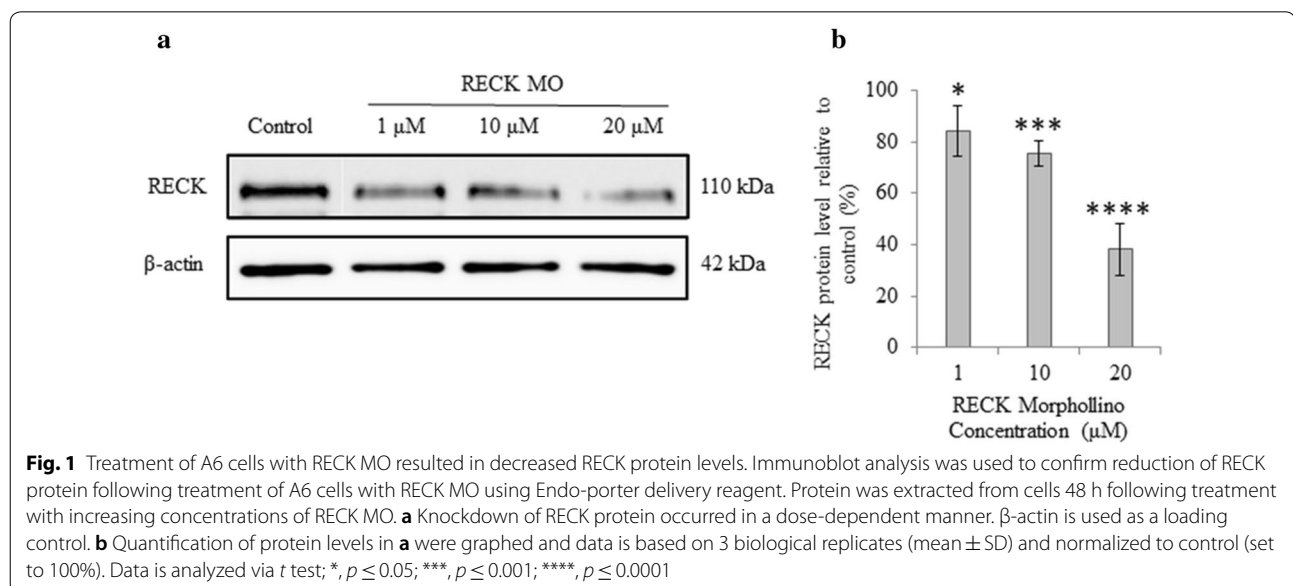 a
RECK MO
Control 1 μM 10 μM 20 μM
RECK 110 kDa
β-actin 42 kDa
b
RECK protein level relative to
control (%)
100
80
60
40
20
0
*
***
****
1 10 20
RECK Morphollino
Concentration (μM)
Fig. 1 Treatment of A6 cells with RECK MO resulted in decreased RECK protein levels. Immunoblot analysis was used to confirm reduction of RECK
protein following treatment of A6 cells with RECK MO using Endo-porter delivery reagent. Protein was extracted from cells 48 h following treatment
with increasing concentrations of RECK MO. a Knockdown of RECK protein occurred in a dose-dependent manner. β-actin is used as a loading
control. b Quantification of protein levels in a were graphed and data is based on 3 biological replicates (mean ± SD) and normalized to control (set
to 100%). Data is analyzed via t test; *, p ≤ 0.05; ***, p ≤ 0.001; ****, p ≤ 0.0001